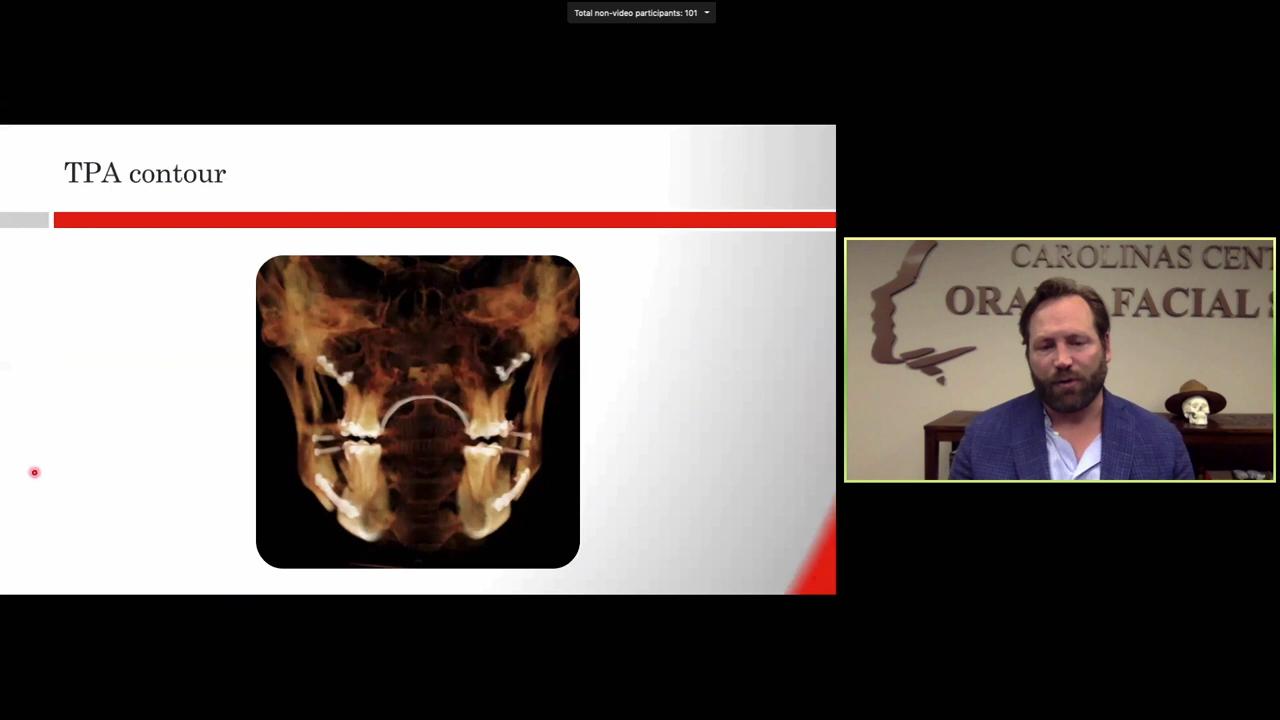 Total non-video participants: 101
TPA contour
CAROLINAS CENT
ORA FACIAL S